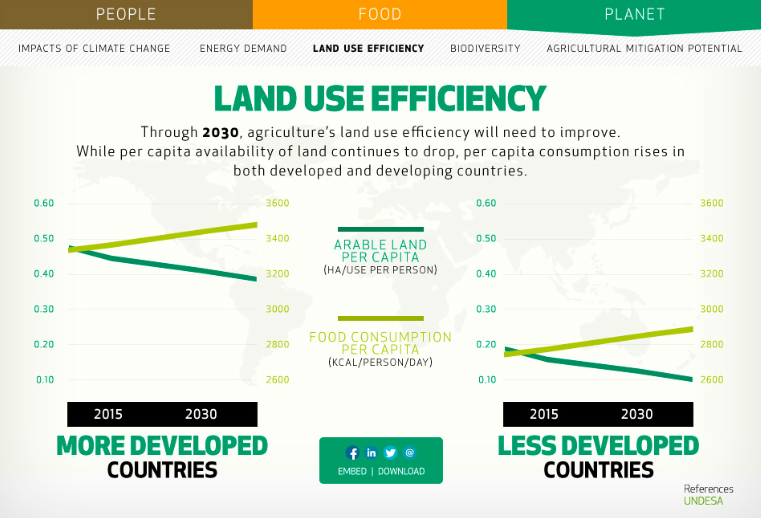 PEOPLE
FOOD
PLANET
IMPACTS OF CLIMATE CHANGE
ENERGY DEMAND
LAND USE EFFICIENCY
BIODIVERSITY
AGRICULTURAL MITIGATION POTENTIAL
LAND USE EFFICIENCY
Through 2030, agriculture's land use efficiency will need to improve.
While per capita availability of land continues to drop, per capita consumption rises in
both developed and developing countries.
0.60
0.50
0.40
0.30
0.20
0.10
3600
3400
3200
3000
2800
2600
2015
2030
MORE DEVELOPED
COUNTRIES
ARABLE LAND
PER CAPITA
(HA/USE PER PERSON)
FOOD CONSUMPTION
PER CAPITA
(KCAL/PERSON/DAY)
f in @
EMBED | DOWNLOAD
0.60
0.50
0.40
0.30
0.20
0.10
3600
3400
3200
3000
2800
2600
2015
2030
LESS DEVELOPED
COUNTRIES
References
UNDESA